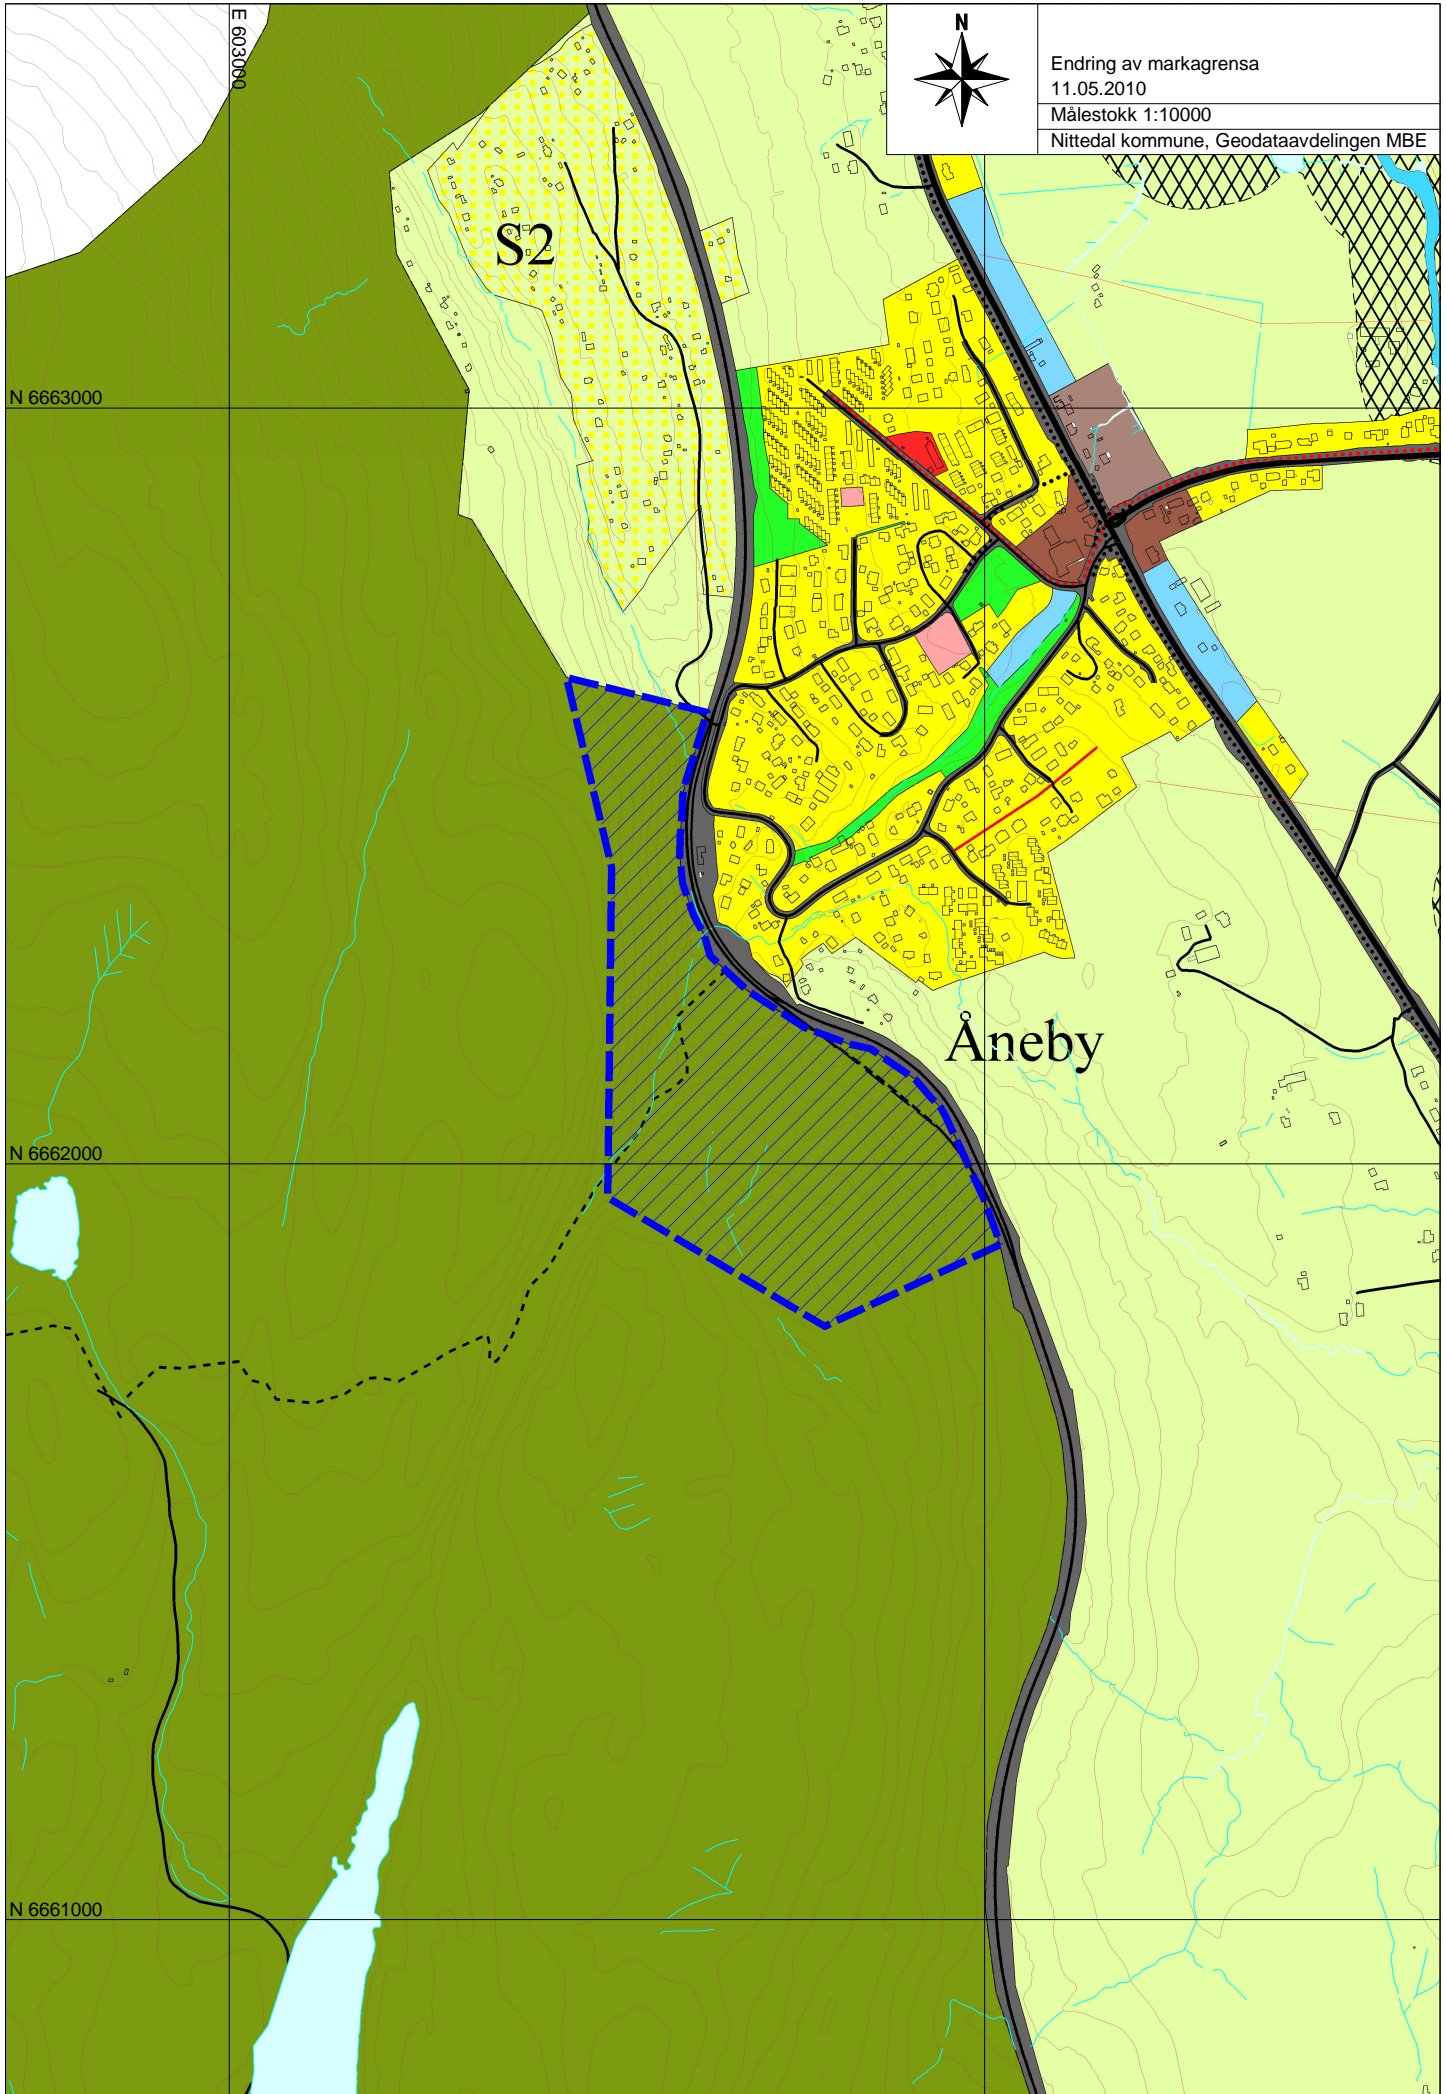 E 603000
N
Endring av markagrensa
11.05.2010
Målestokk 1:10000
Nittedal kommune, Geodataavdelingen MBE
S2
N 6663000
Åneby
N 6662000
N 6661000